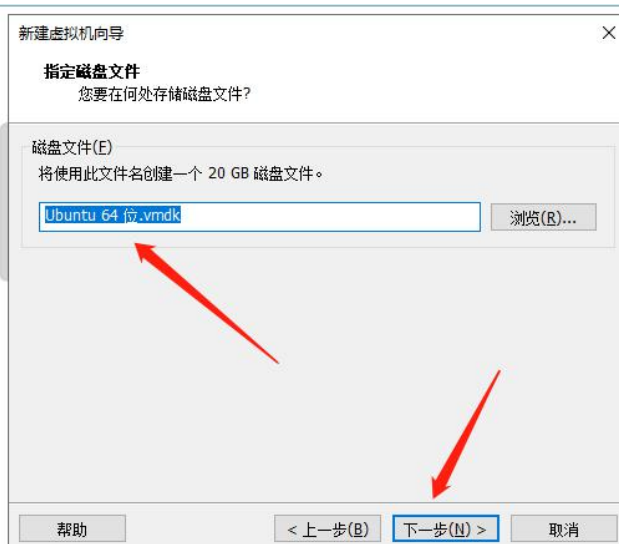 新建虚拟机向导
指定磁盘文件
您要在何处存储磁盘文件?
磁盘文件(F)
将使用此文件名创建一个 20 GB 磁盘文件。
Ubuntu 64 位.vmdk
浏览(R)...
帮助
< 上一步(B)
下一步(N) >
取消